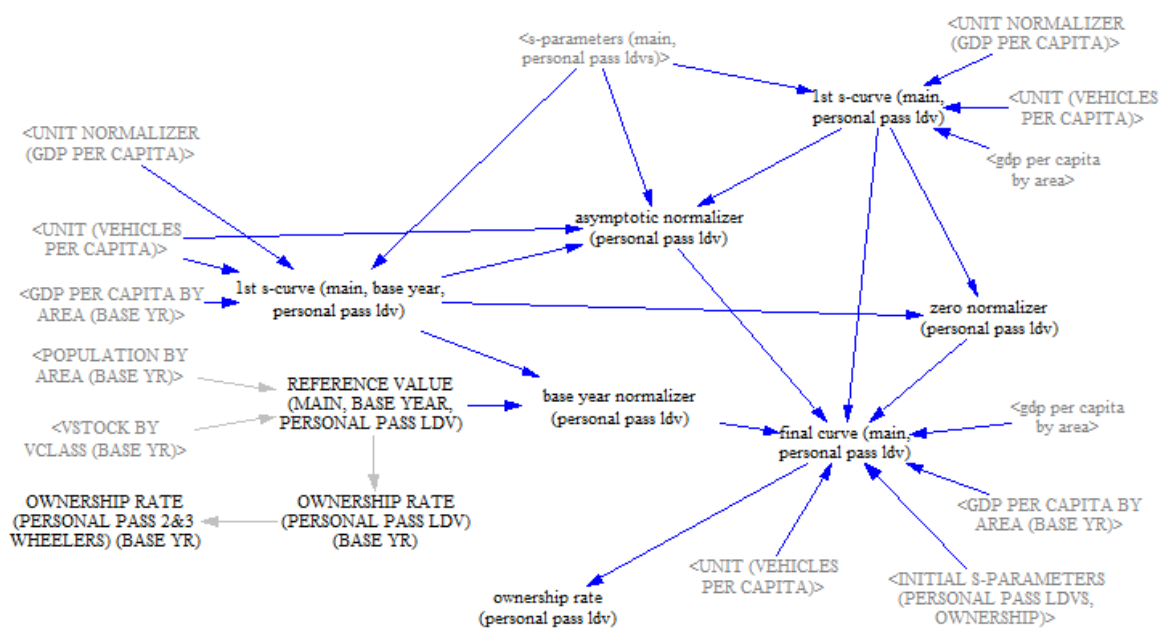 <UNIT NORMALIZER
(GDP PER CAPITA)>
<s-parameters (main,
personal pass ldvs)>
1st s-curve (main,
personal pass ldv)
<UNIT (VEHICLES
PER CAPITA)>
<UNIT NORMALIZER
(GDP PER CAPITA)>
<gdp per capita
by area>
asymptotic normalizer
(personal pass ldv)
<UNIT (VEHICLES
PER CAPITA)>
<GDP PER CAPITA BY
AREA (BASE YR)>
1st s-curve (main, base year,
personal pass ldv)
zero normalizer
(personal pass ldv)
<POPULATION BY
AREA (BASE YR)>
REFERENCE VALUE
(MAIN, BASE YEAR,
PERSONAL PASS LDV)
base year normalizer
(personal pass ldv)
<gdp per capita
by area>
<VSTOCK BY
VCLASS (BASE YR)>
final curve (main,
personal pass ldv)
OWNERSHIP RATE
(PERSONAL PASS 2&3
WHEELERS) (BASE YR)
OWNERSHIP RATE
(PERSONAL PASS LDV)
(BASE YR)
<GDP PER CAPITA BY
AREA (BASE YR)>
<UNIT (VEHICLES
PER CAPITA)>
<INITIAL S-PARAMETERS
(PERSONAL PASS LDVS,
OWNERSHIP)>
ownership rate
(personal pass ldv)